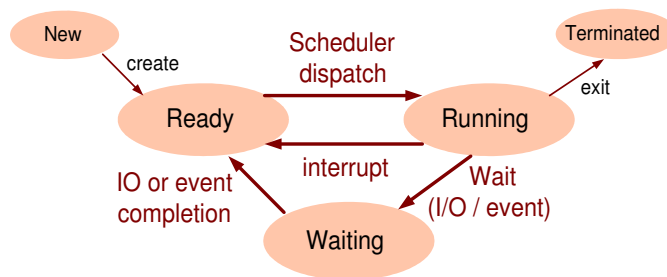 New
create
Scheduler
dispatch
Terminated
exit
Ready
Running
interrupt
IO or event
completion
Wait
(I/O / event)
Waiting